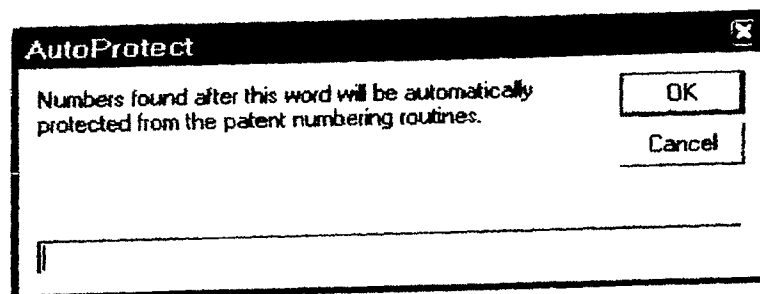 AutoProtect
Numbers found after this word will be automatically
protected from the patent numbering routines.
OK
Cancel